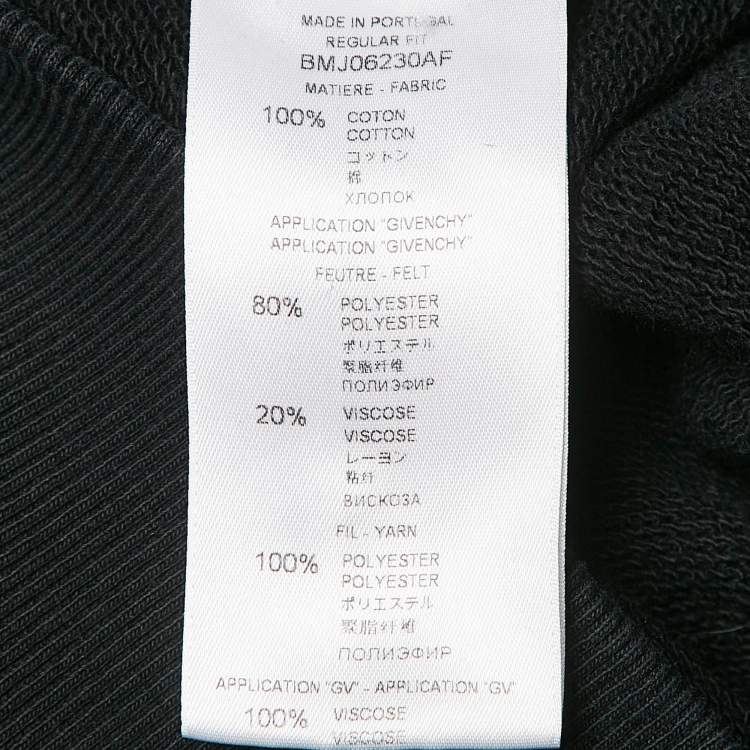 MADE IN PORTUGAL
REGULAR FIT
BMJ06230AF
MATIERE - FABRIC
100% COTON
COTTON
コットン
棉
ХЛОПОК
APPLICATION "GIVENCHY"
APPLICATION "GIVENCHY"
FEUTRE - FELT
80% POLYESTER
POLYESTER
ポリエステル
聚脂纤维
ПОЛИЭФИР
20% VISCOSE
VISCOSE
レーヨン
粘纤
ВИСКОЗА
FIL - YARN
100% POLYESTER
POLYESTER
ポリエステル
聚脂纤维
ПОЛИЭФИР
APPLICATION "GV" - APPLICATION "GV"
100% VISCOSE
VISCOSE